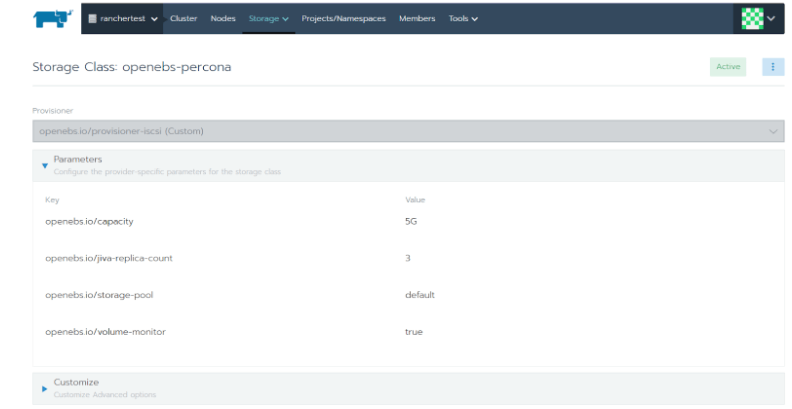 ranchertest Cluster Nodes Storage Projects/Namespaces Members Tools
Storage Class: openebs-percona Active
Provisioner
openebs.io/provisioner-iscsi (Custom)
Parameters
Configure the provider-specific parameters for the storage class
Key Value
openebs.io/capacity 5G
openebs.io/jiva-replica-count 3
openebs.io/storage-pool default
openebs.io/volume-monitor true
Customize
Customize Advanced options